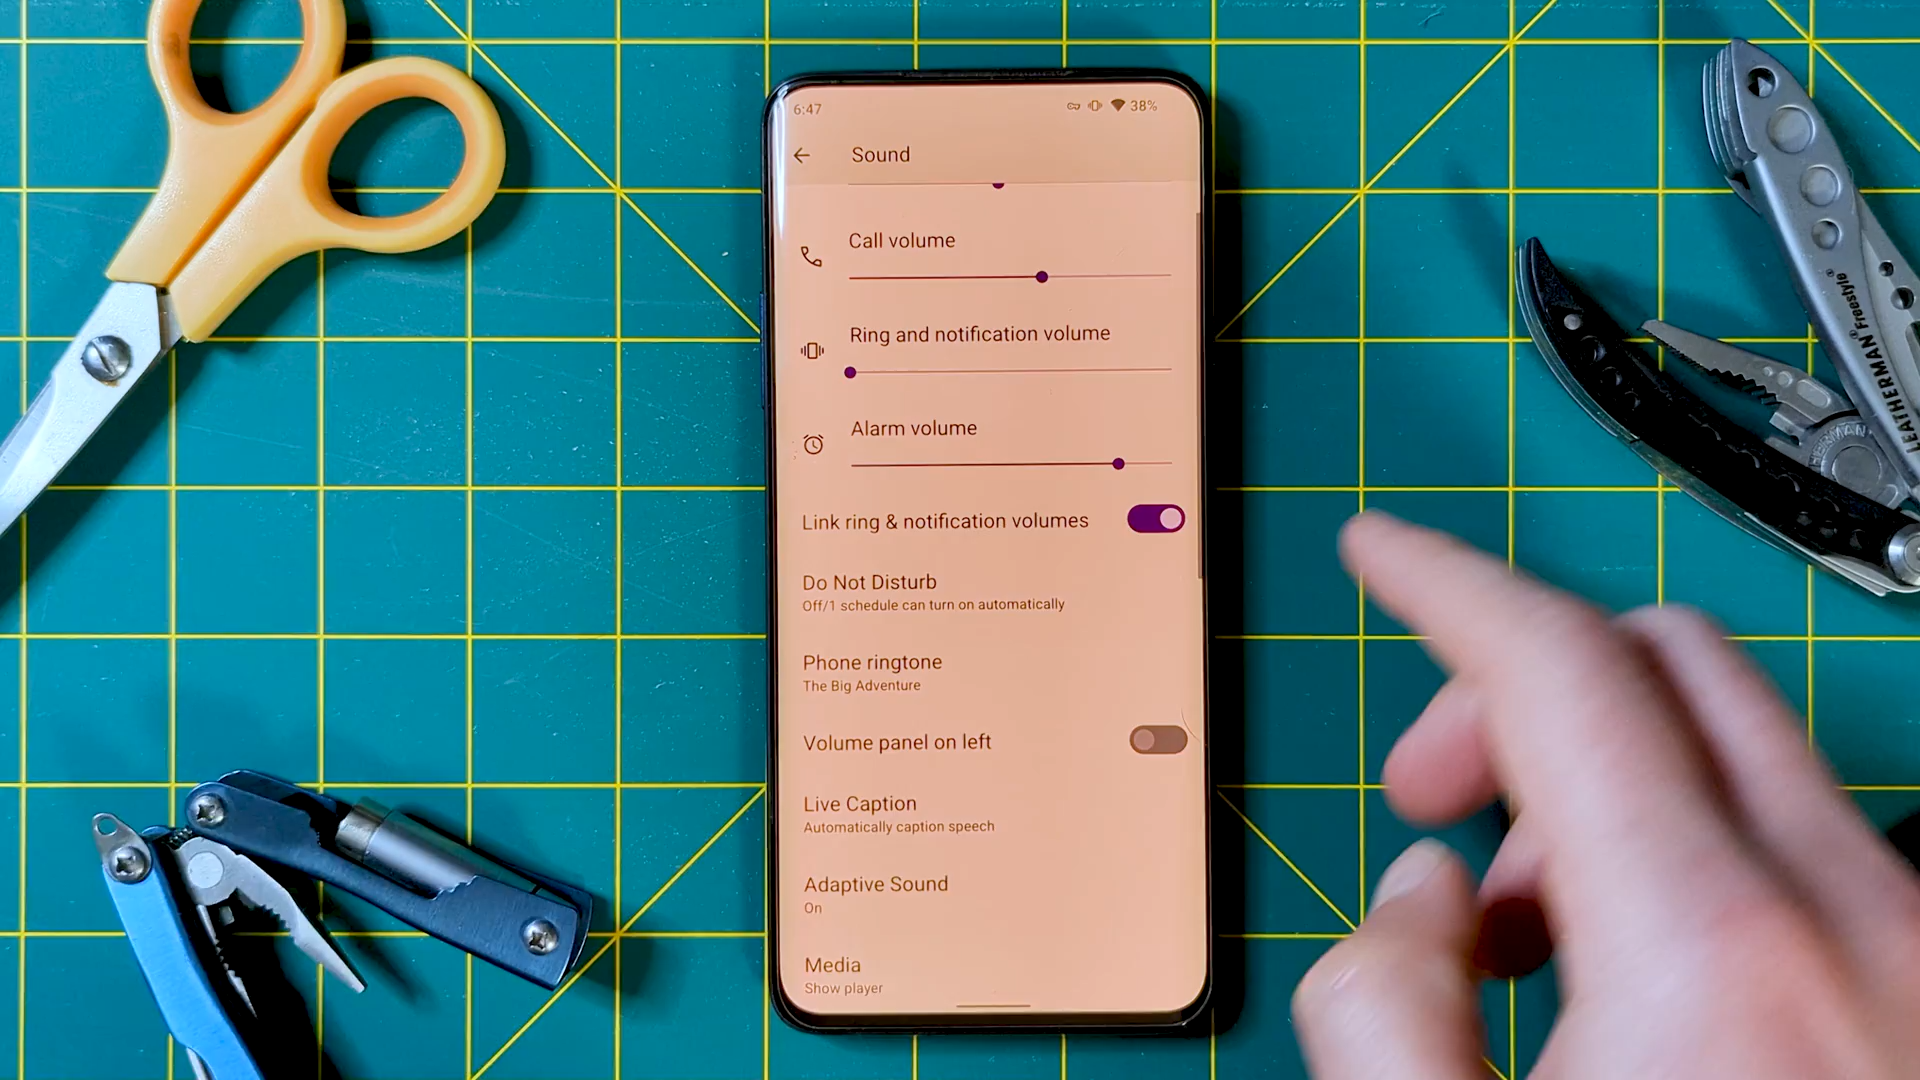 6:47
38%
Sound
Call volume
Ring and notification volume
Alarm volume
Link ring & notification volumes
Do Not Disturb
Off/1 schedule can turn on automatically
Phone ringtone
The Big Adventure
Volume panel on left
Live Caption
Automatically caption speech
Adaptive Sound
On
Media
Show player
LEATHERMAN® Freestyle®